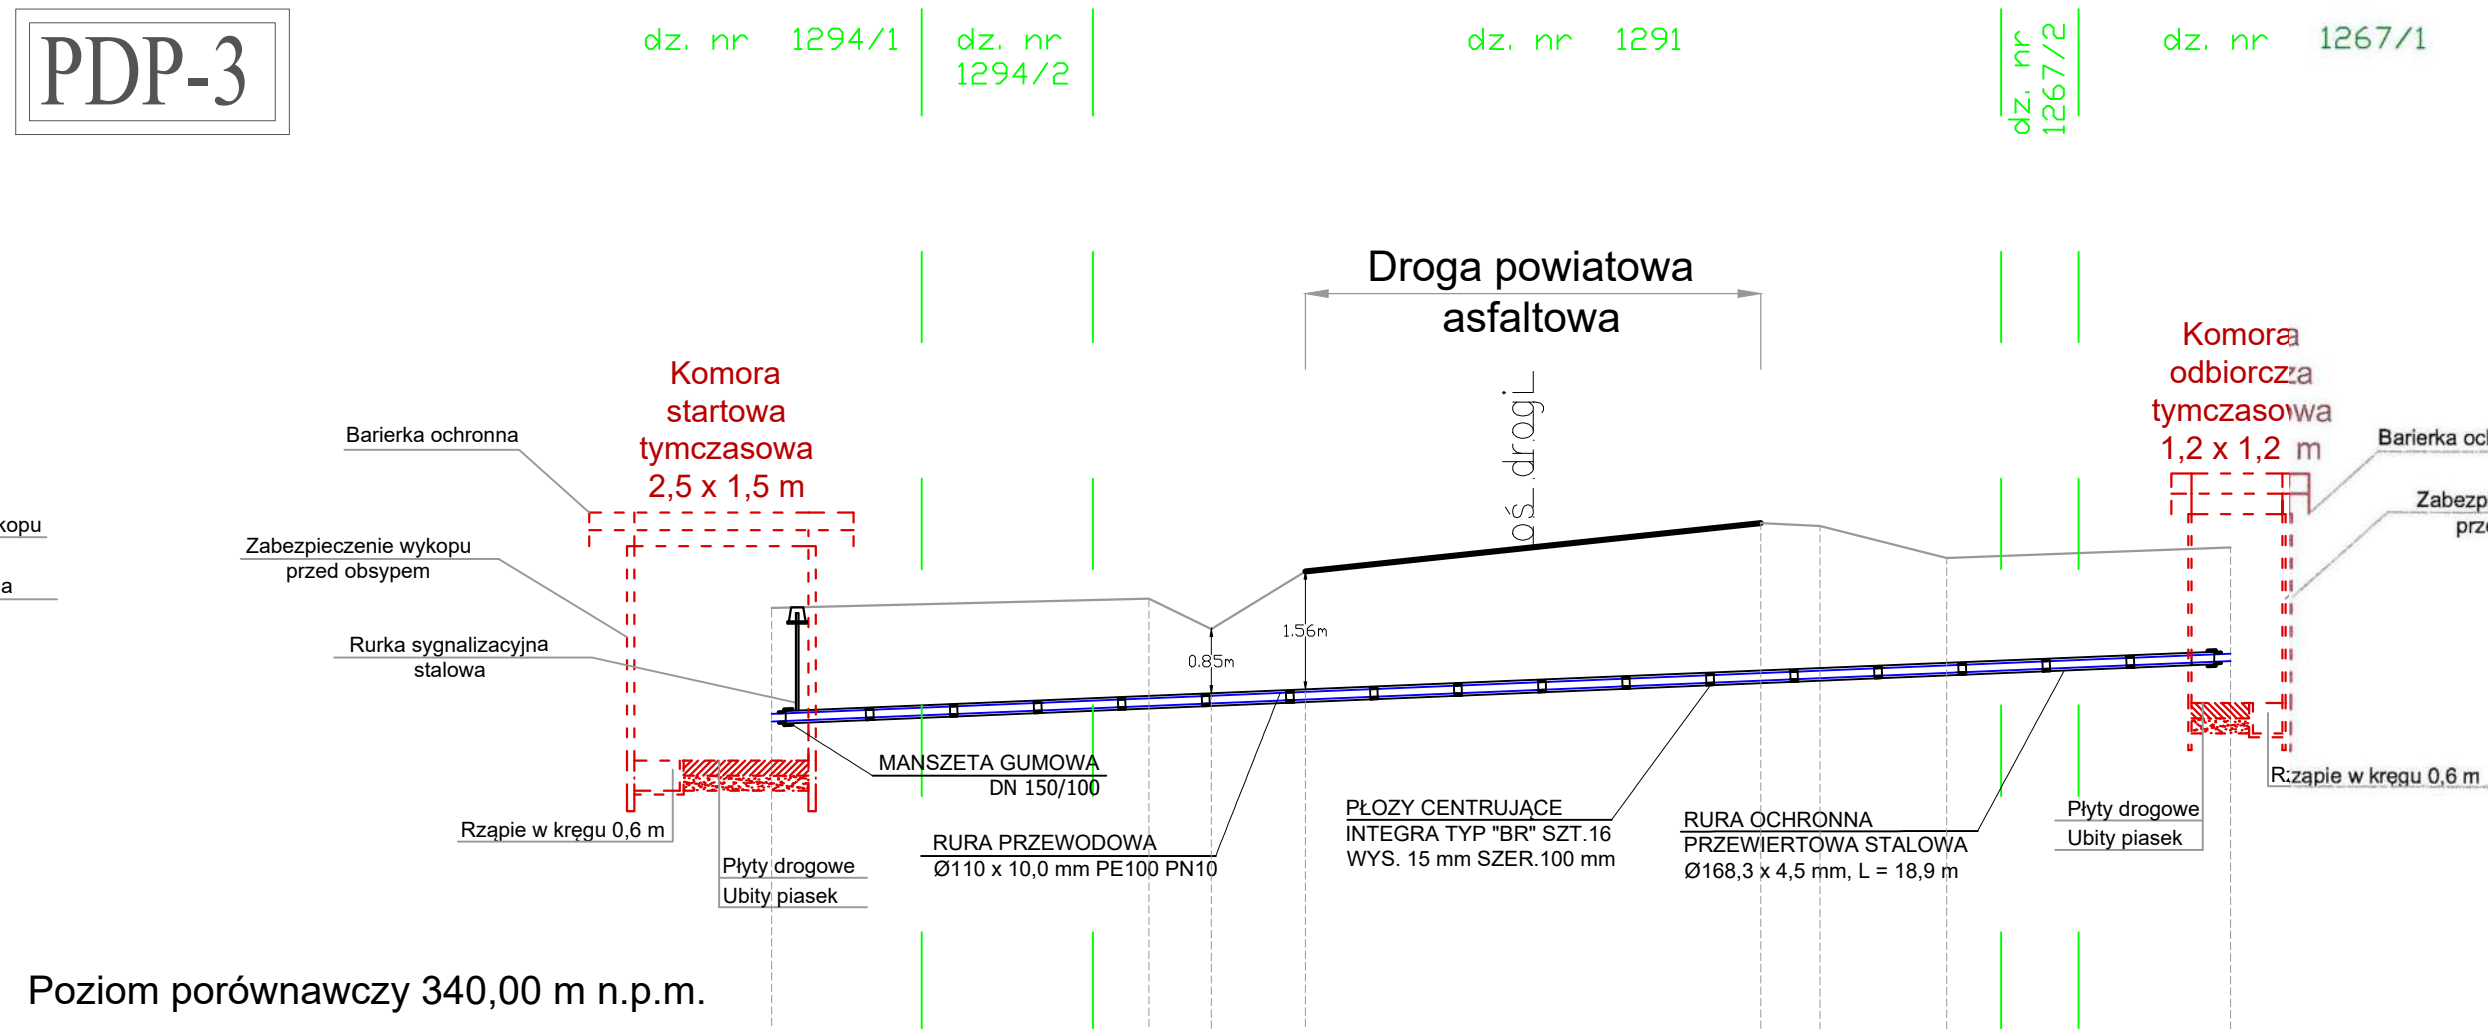 PDP-3
dz. nr 1294/1
dz. nr
1294/2
dz. nr 1291
dz. nr
1267/2
dz. nr 1267/1
Droga powiatowa
asfaltowa
oś drogi
Komora
startowa
tymczasowa
2,5 x 1,5 m
Komora
odbiorcza
tymczasowa
1,2 x 1,2 m
Barierka ochronna
Zabezpieczenie wykopu
przed obsypem
Rurka sygnalizacyjna
stalowa
kopu
a
Barierka och
Zabezp
prze
0.85m
1.56m
MANSZETA GUMOWA
DN 150/100
RURA PRZEWODOWA
Ø110 x 10,0 mm PE100 PN10
PŁOZY CENTRUJĄCE
INTEGRA TYP "BR" SZT.16
WYS. 15 mm SZER.100 mm
RURA OCHRONNA
PRZEWIERTOWA STALOWA
Ø168,3 x 4,5 mm, L = 18,9 m
Rząpie w kręgu 0,6 m
Płyty drogowe
Ubity piasek
Rząpie w kręgu 0,6 m
Płyty drogowe
Ubity piasek
Poziom porównawczy 340,00 m n.p.m.